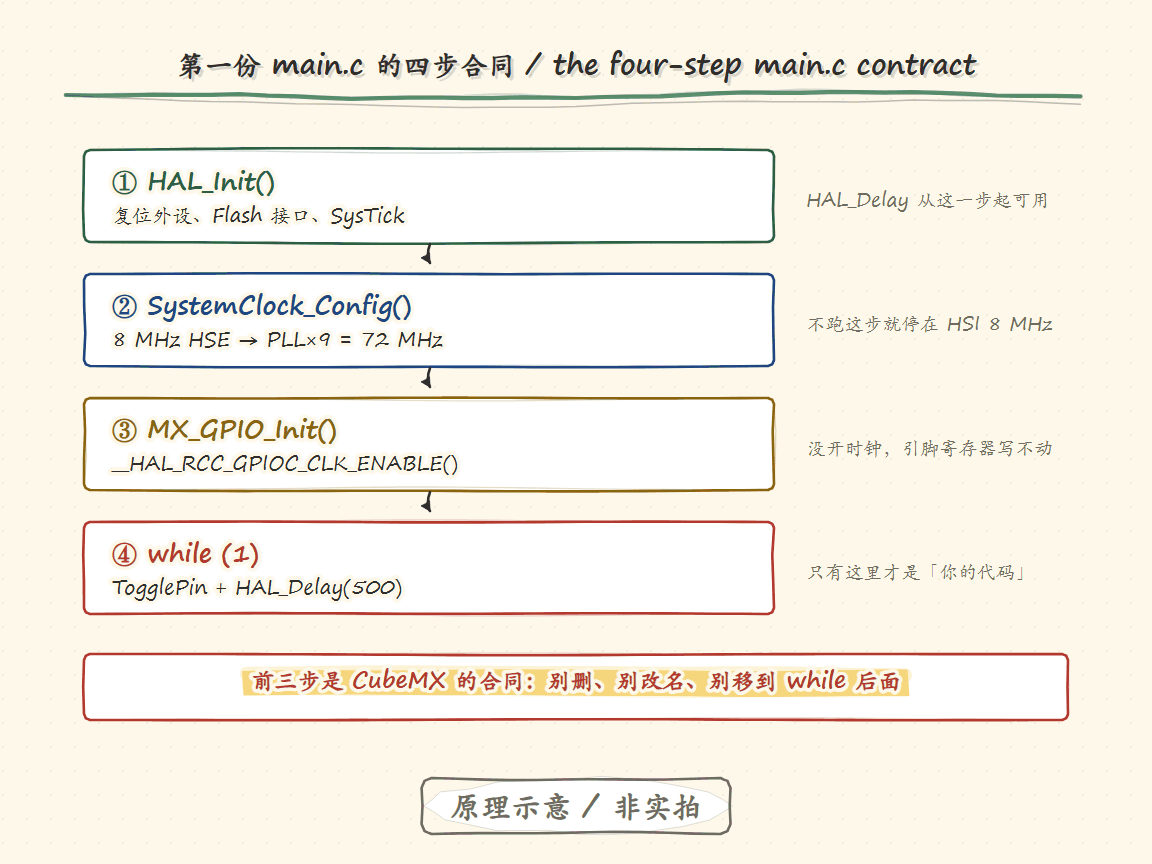 第一份 main.c 的四步合同 / the four-step main.c contract
① HAL_Init()
复位外设、Flash 接口、SysTick
HAL_Delay 从这一步起可用
② SystemClock_Config()
8 MHz HSE → PLL×9 = 72 MHz
不跑这步就停在 HSI 8 MHz
③ MX_GPIO_Init()
__HAL_RCC_GPIOC_CLK_ENABLE()
没开时钟，引脚寄存器写不动
④ while (1)
TogglePin + HAL_Delay(500)
只有这里才是「你的代码」
前三步是 CubeMX 的合同：别删、别改名、别移到 while 后面
原理示意 / 非实拍